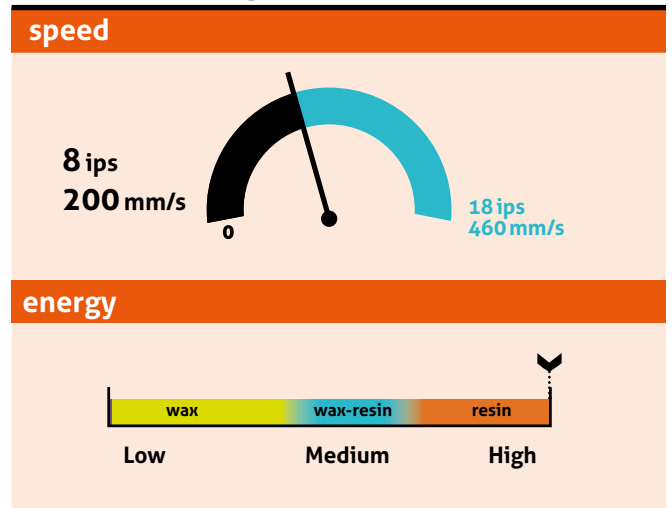 speed
8 ips
200 mm/s
0
18 ips
460 mm/s
energy
wax wax-resin resin
Low Medium High